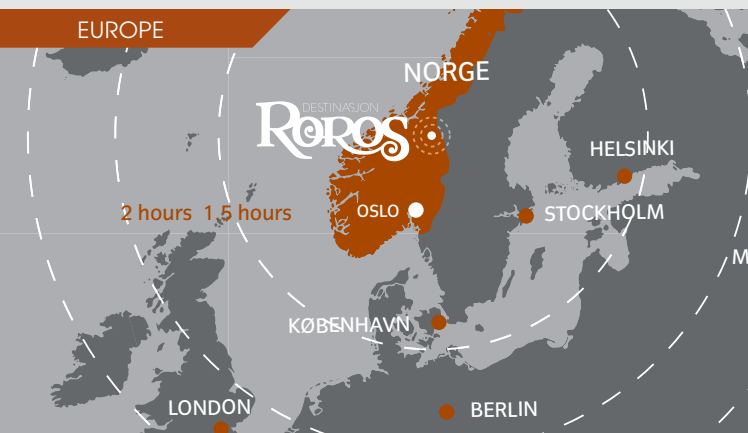 EUROPE
NORGE
DESTINASJON
RØROS
HELSINKI
2 hours 1.5 hours
OSLO
STOCKHOLM
M
KØBENHAVN
LONDON
BERLIN